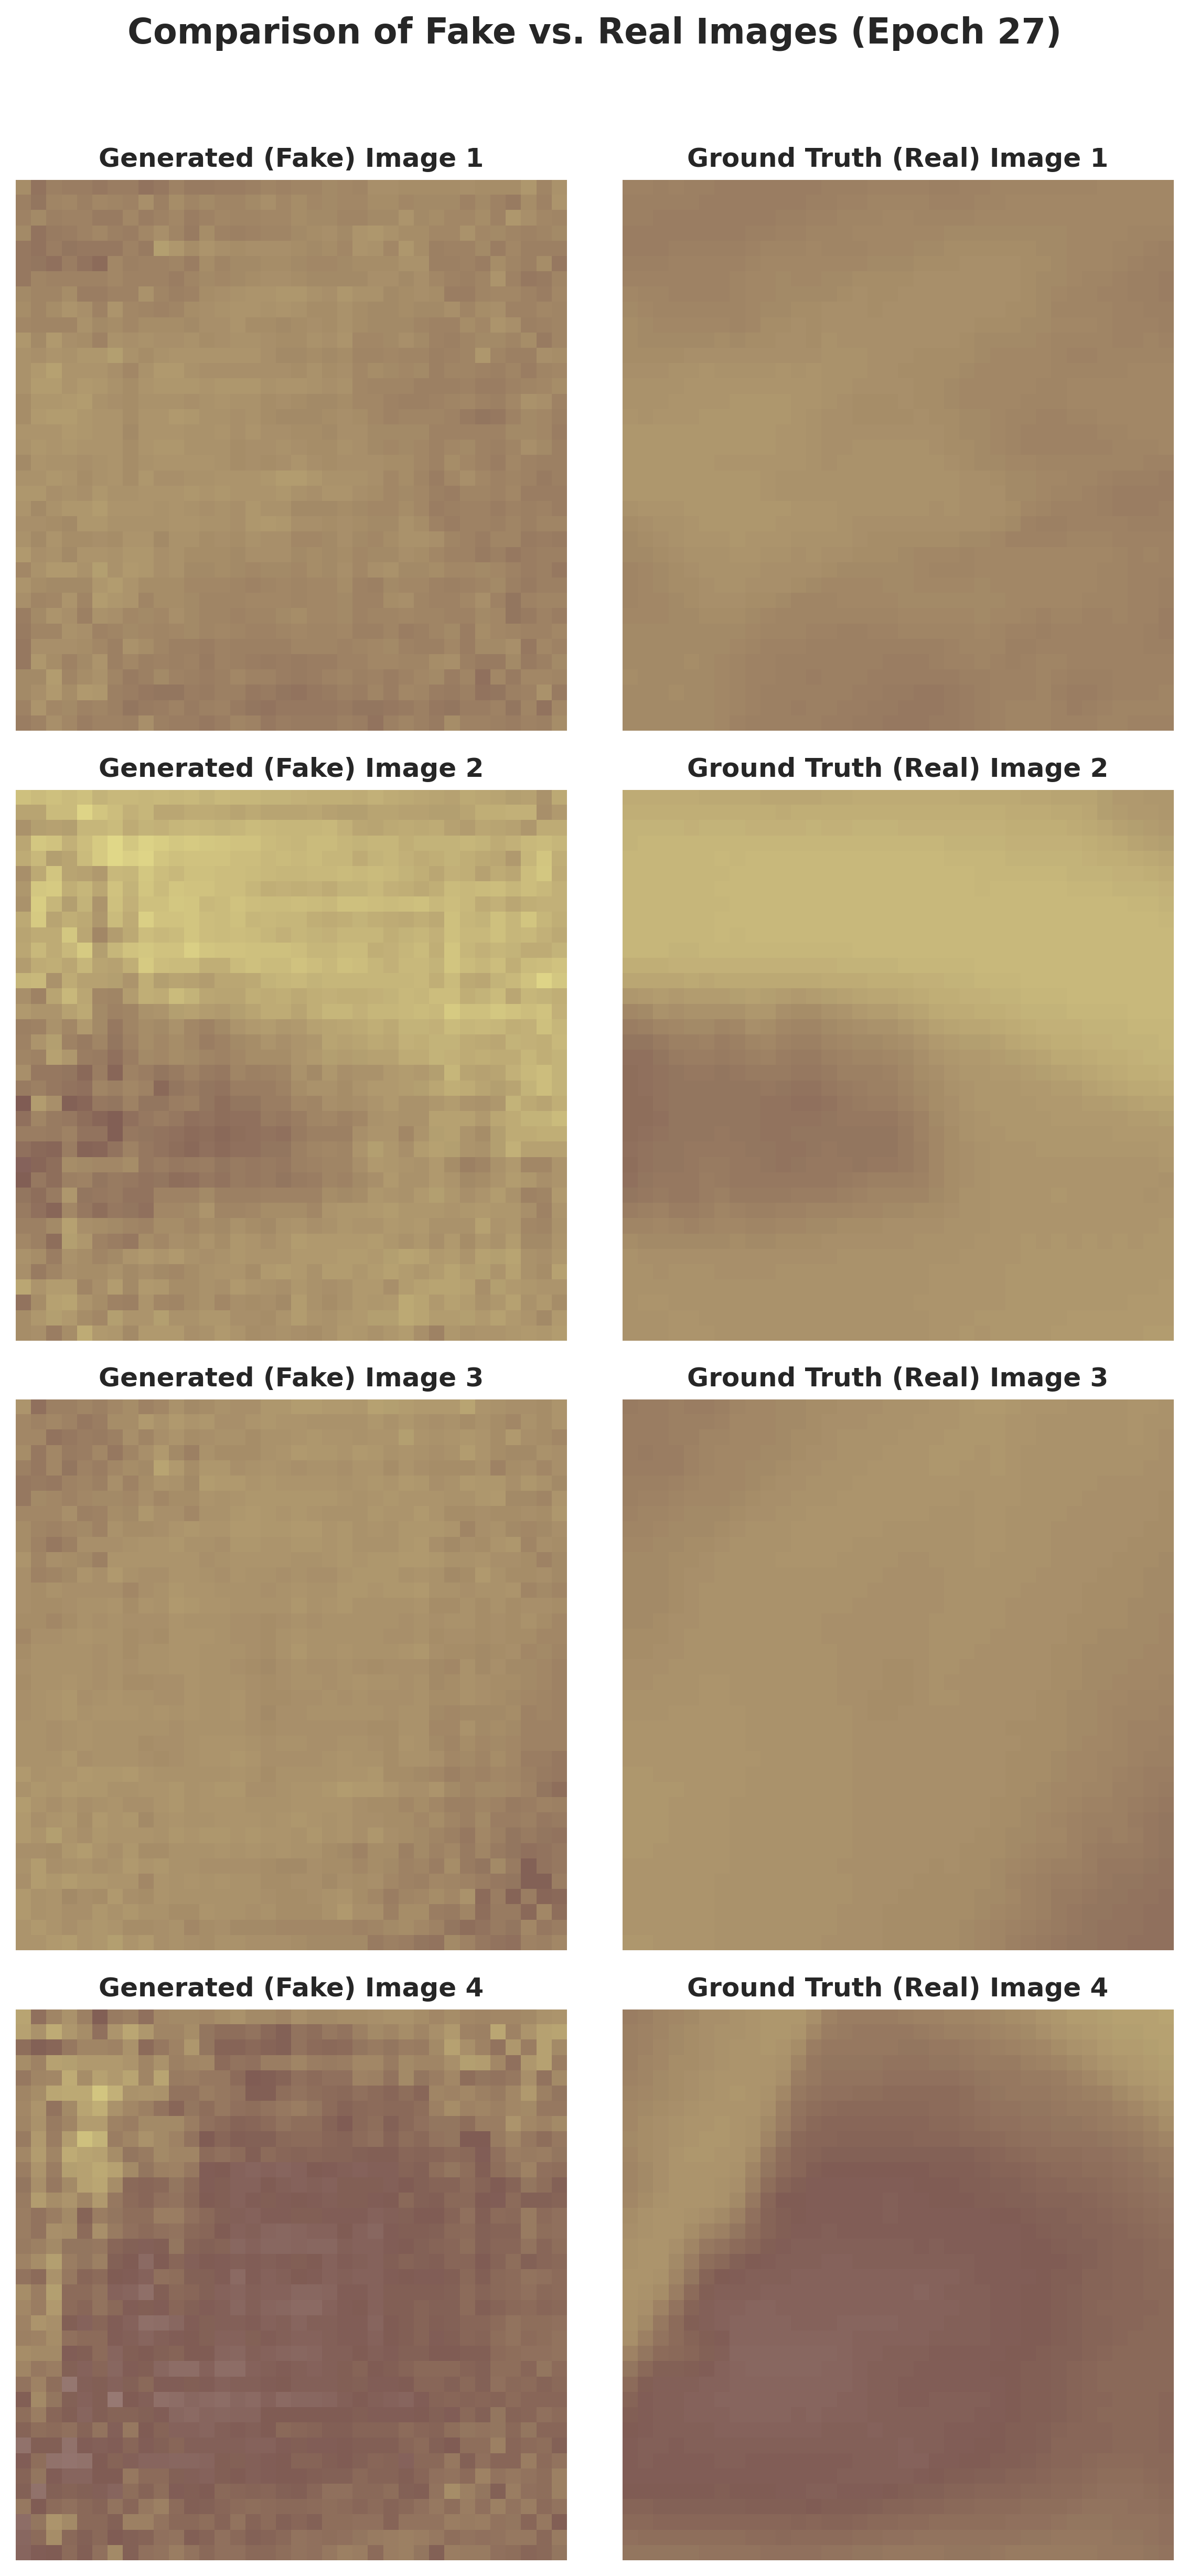 Comparison of Fake vs. Real Images (Epoch 27)
Generated (Fake) Image 1
Ground Truth (Real) Image 1
Generated (Fake) Image 2
Ground Truth (Real) Image 2
Generated (Fake) Image 3
Ground Truth (Real) Image 3
Generated (Fake) Image 4
Ground Truth (Real) Image 4